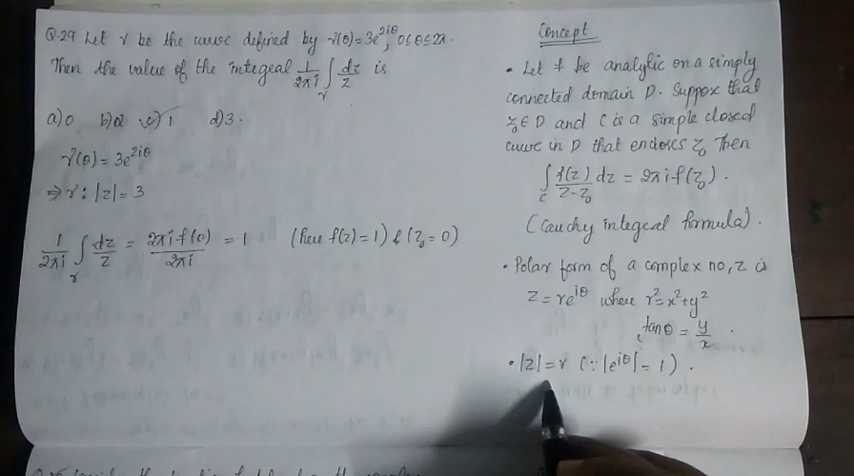 Q.29 Let γ be the curve defined by γ(θ)=3e^{2iθ}, 0≤θ≤2π.
Then the value of the integral 1/2πi ∫_γ dz/z is
a) 0 b) 2 c) 1 d) 3.
γ(θ) = 3e^{2iθ}
⇒ γ: |z| = 3
1/2πi ∫_γ dz/z = 2πi f(0)/2πi = 1 (here f(z)=1) & (z₀ = 0)
Concept
• Let f be analytic on a simply
connected domain D. Suppose that
z₀ ∈ D and C is a simple closed
curve in D that encloses z₀ Then
∫_C f(z)/z-z₀ dz = 2πi f(z₀).
(Cauchy integral formula).
• Polar form of a complex no, z is
z = re^{iθ} where r²=x²+y²
tanθ = y/x.
• |z| = r (∵ |e^{iθ}| = 1).